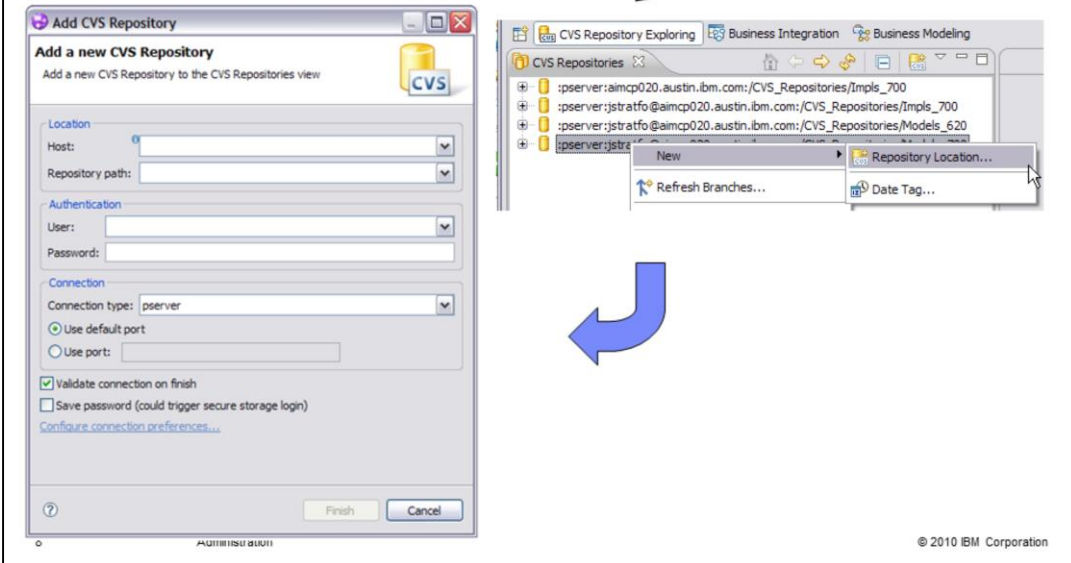 Add CVS Repository
Add a new CVS Repository
Add a new CVS Repository to the CVS Repositories view
CVS
Location
Host:
Repository path:
Authentication
User:
Password:
Connection
Connection type: pserver
Use default port
Use port:
Validate connection on finish
Save password (could trigger secure storage login)
Configure connection preferences...
Finish Cancel
CVS Repository Exploring Business Integration Business Modeling
CVS Repositories
:pserver:aimcp020.austin.ibm.com:/CVS_Repositories/Impls_700
:pserver:jstratfo@aimcp020.austin.ibm.com:/CVS_Repositories/Impls_700
:pserver:jstratfo@aimcp020.austin.ibm.com:/CVS_Repositories/Models_620
:pserver:jstra
New
Repository Location...
Refresh Branches...
Date Tag...
Administration
© 2010 IBM Corporation